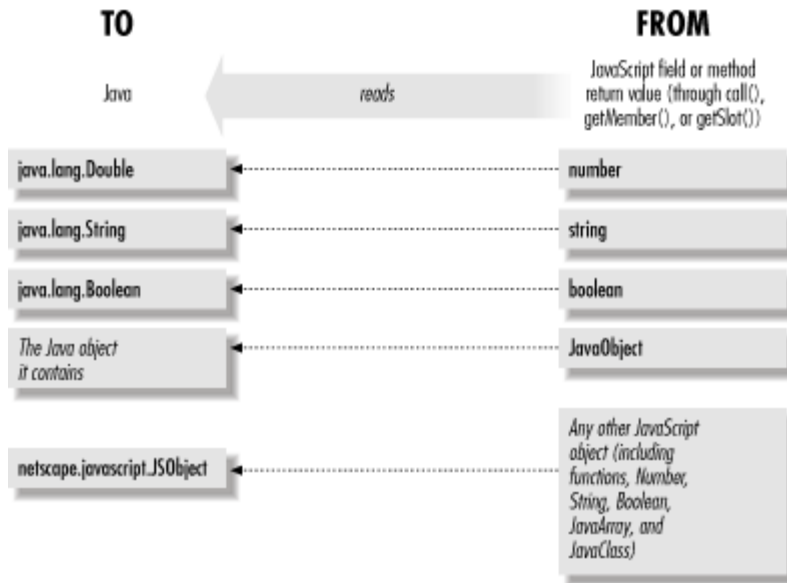 TO
FROM
Java
reads
JavaScript field or method
return value (through call(),
getMember(), or getSlot())
java.lang.Double
number
java.lang.String
string
java.lang.Boolean
boolean
The Java object
it contains
JavaObject
netscape.javascript.JSObject
Any other JavaScript
object (including
functions, Number,
String, Boolean,
JavaArray, and
JavaClass)